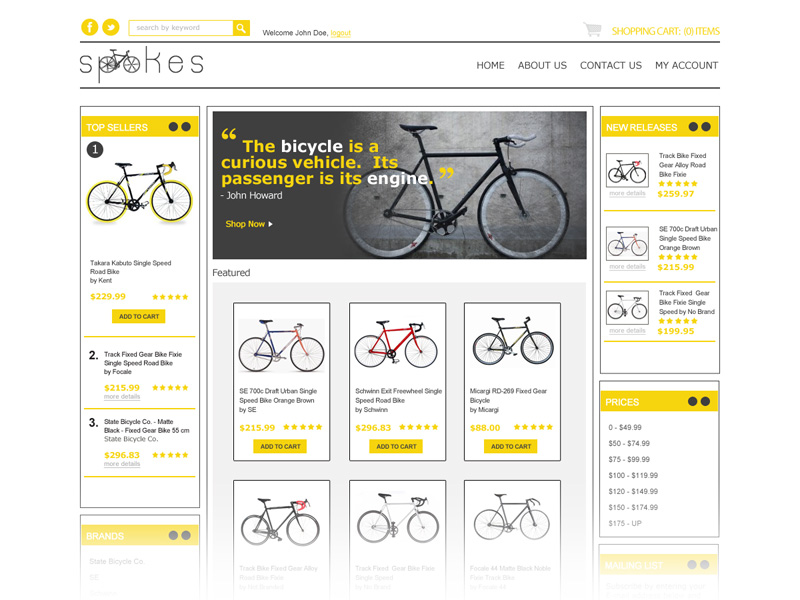 search by keyword
Welcome John Doe, logout
SHOPPING CART: (0) ITEMS
spokes
HOME ABOUT US CONTACT US MY ACCOUNT
TOP SELLERS
1
Takara Kabuto Single Speed
Road Bike
by Kent
$229.99
ADD TO CART
2. Track Fixed Gear Bike Fixie
Single Speed Road Bike
by Focale
$215.99
more details
3. State Bicycle Co. - Matte
Black - Fixed Gear Bike 55 cm
State Bicycle Co.
$296.83
more details
BRANDS
State Bicycle Co
SE
“ The bicycle is a
curious vehicle. Its
passenger is its engine. ”
- John Howard
Shop Now
Featured
SE 700c Draft Urban Single
Speed Bike Orange Brown
by SE
$215.99
ADD TO CART
Schwinn Exit Freewheel Single
Speed Road Bike
by Schwinn
$296.83
ADD TO CART
Micargi RD-269 Fixed Gear
Bicycle
by Micargi
$88.00
ADD TO CART
Track Bike Fixed Gear Alloy
Road Bike Fixie
Track Fixed Gear Bike Fixie
Single Speed
by No Brand
Focale 44 Matte Black Noble
Fixie Track Bike
by Focale 44
NEW RELEASES
Track Bike Fixed
Gear Alloy Road
Bike Fixie
more details
$259.97
SE 700c Draft Urban
Single Speed Bike
Orange Brown
more details
$215.99
Track Fixed Gear
Bike Fixie Single
Speed by No Brand
more details
$199.95
PRICES
0 - $49.99
$50 - $74.99
$75 - $99.99
$100 - $119.99
$120 - $149.99
$150 - $174.99
$175 - UP
MAILING LIST